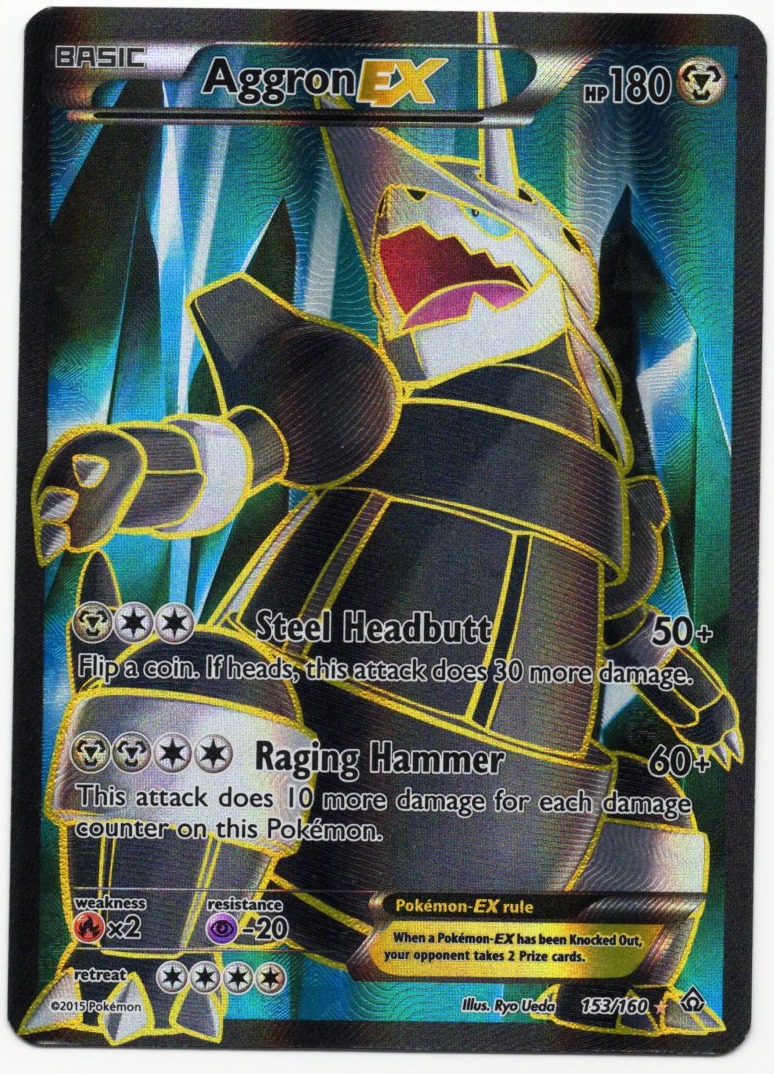 BASIC
Aggron EX
HP 180
Steel Headbutt 50+
Flip a coin. If heads, this attack does 30 more damage.
Raging Hammer 60+
This attack does 10 more damage for each damage
counter on this Pokémon.
weakness
×2
resistance
-20
retreat
Pokémon-EX rule
When a Pokémon-EX has been Knocked Out,
your opponent takes 2 Prize cards.
©2015 Pokémon
Illus. Ryo Ueda
153/160